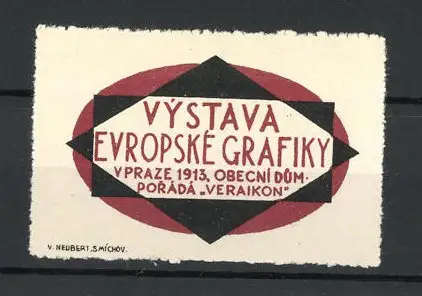 VÝSTAVA
EVROPSKÉ GRAFIKY
V PRAZE 1913, OBECNÍ DŮM·
POŘÁDÁ „VERAIKON“
V. NEUBERT, SMÍCHOV.